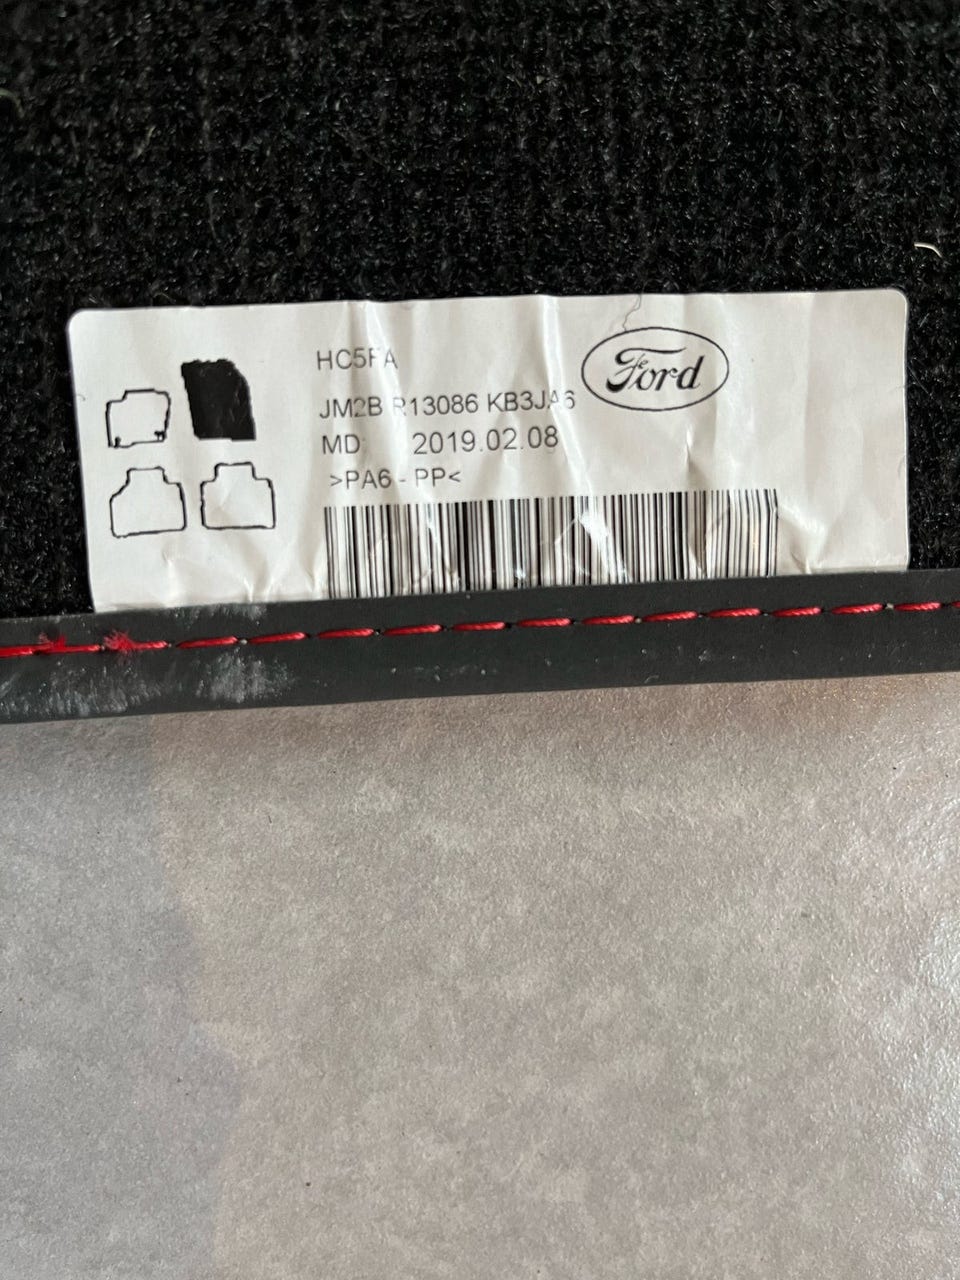 HC5FA
Ford
JM2B R13086 KB3JA6
MD: 2019.02.08
>PA6 - PP<